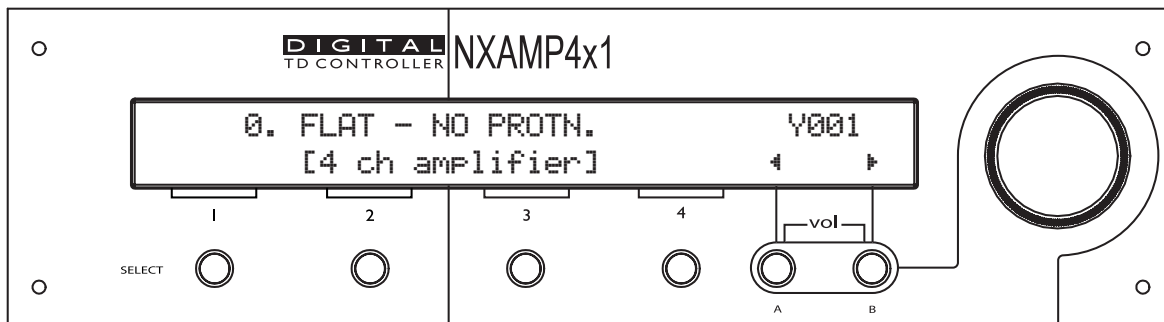 DIGITAL
TD CONTROLLER
NXAMP4x1
0. FLAT - NO PROTN. Y001
[4 ch amplifier]
1 2 3 4
vol
SELECT
A B